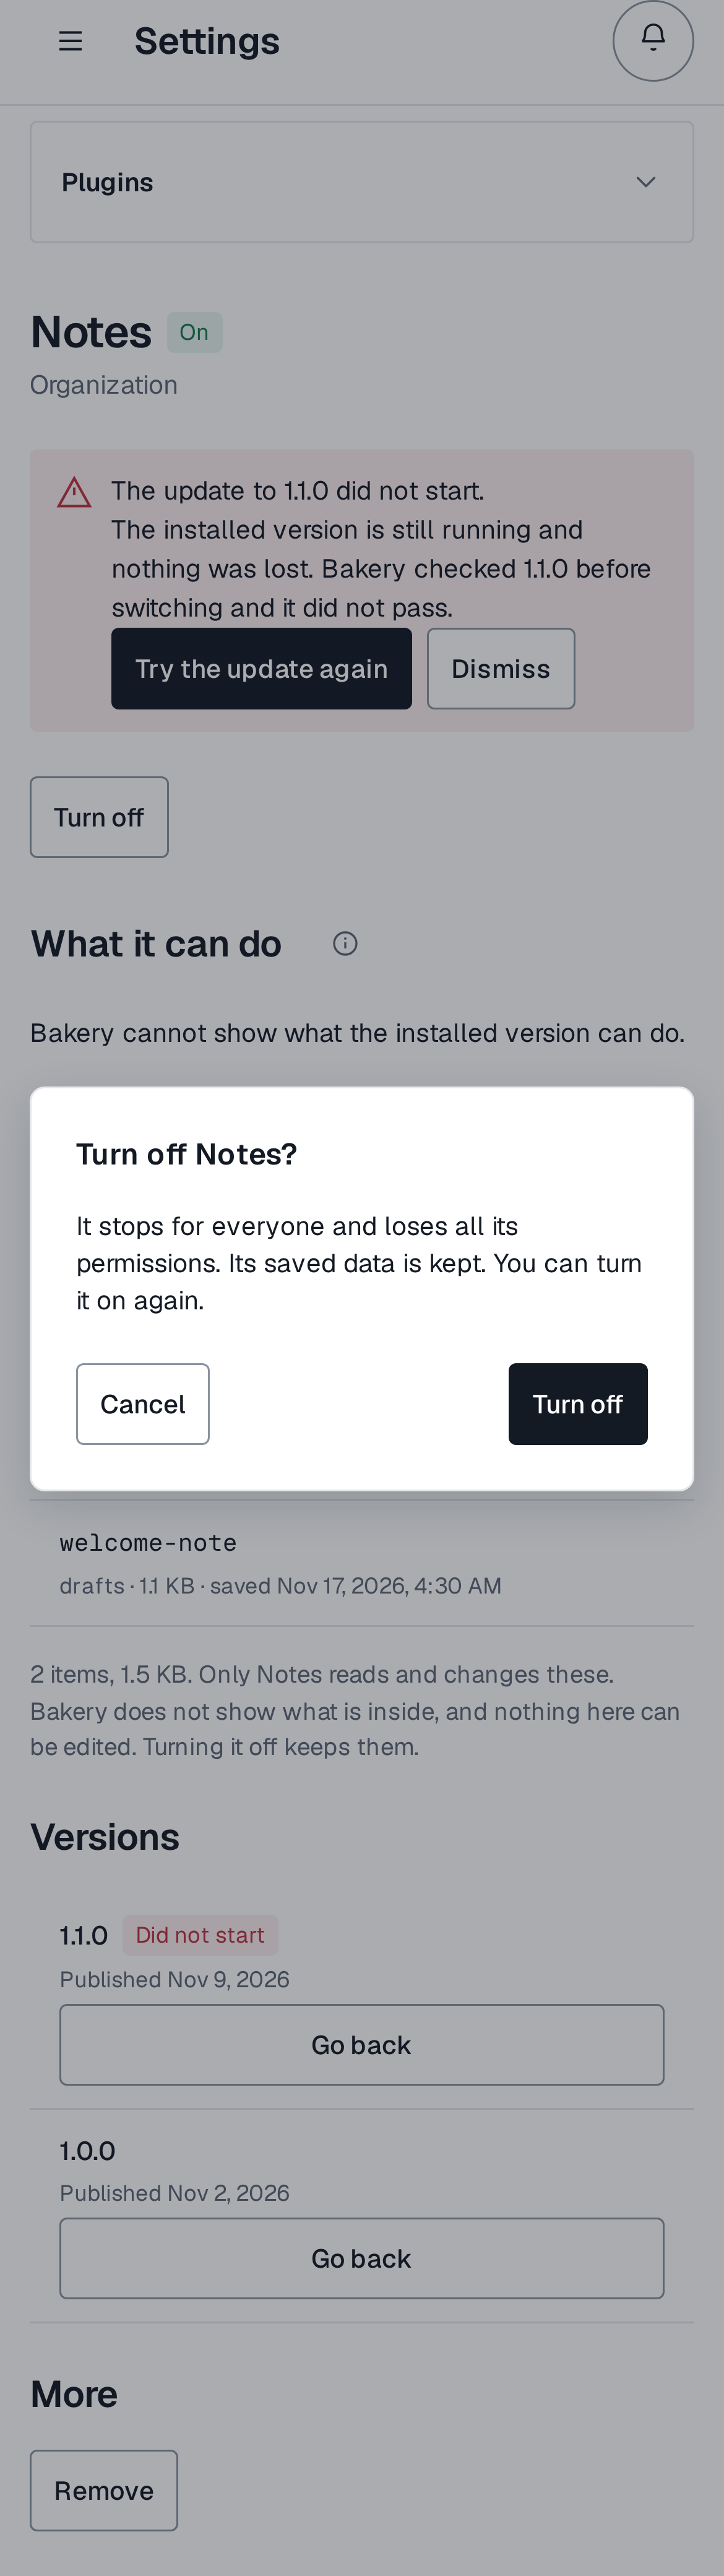 Settings
Plugins
Notes On
Organization
The update to 1.1.0 did not start.
The installed version is still running and
nothing was lost. Bakery checked 1.1.0 before
switching and it did not pass.
Try the update again Dismiss
Turn off
What it can do
Bakery cannot show what the installed version can do.
Turn off Notes?
It stops for everyone and loses all its
permissions. Its saved data is kept. You can turn
it on again.
Cancel Turn off
welcome-note
drafts · 1.1 KB · saved Nov 17, 2026, 4:30 AM
2 items, 1.5 KB. Only Notes reads and changes these.
Bakery does not show what is inside, and nothing here can
be edited. Turning it off keeps them.
Versions
1.1.0 Did not start
Published Nov 9, 2026
Go back
1.0.0
Published Nov 2, 2026
Go back
More
Remove